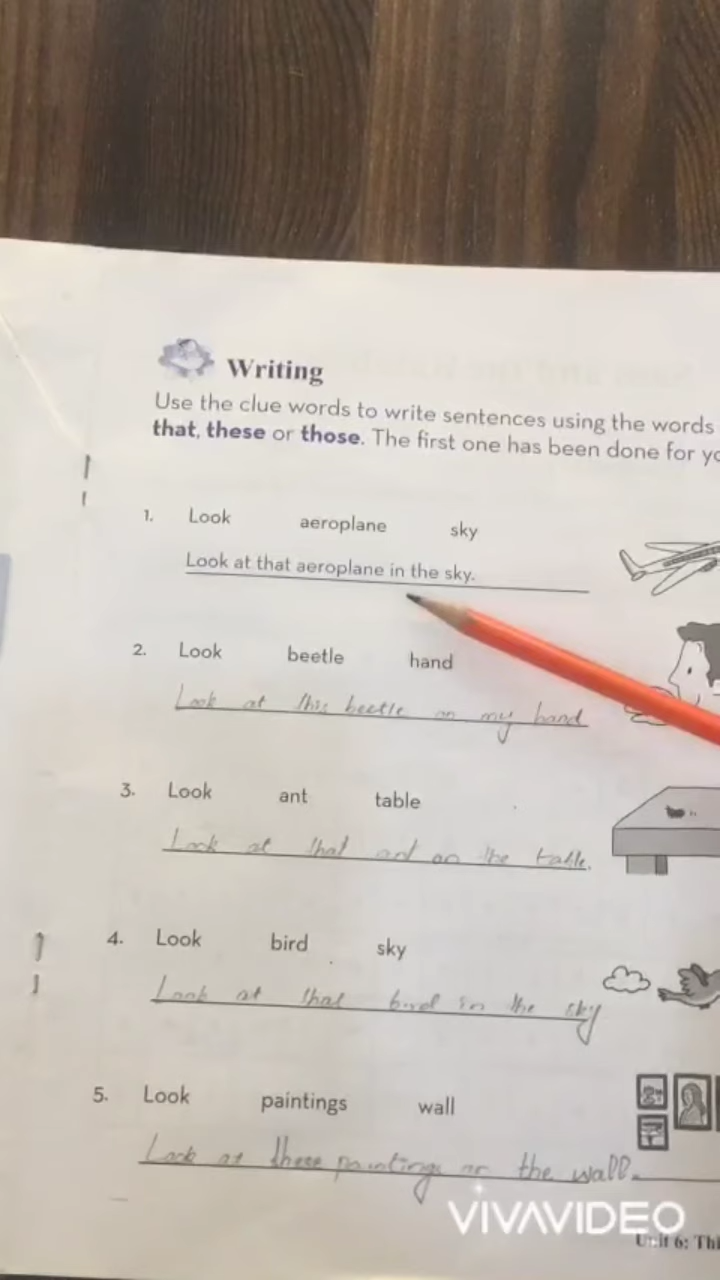 Writing
Use the clue words to write sentences using the words
that, these or those. The first one has been done for yo
1. Look aeroplane sky
Look at that aeroplane in the sky.
2. Look beetle hand
Look at this beetle on my hand
3. Look ant table
Look at that ant on the table.
4. Look bird sky
Look at that bird in the sky
5. Look paintings wall
Look at paintings on the wall.
VIVAVIDEO
Unit 6: Thi